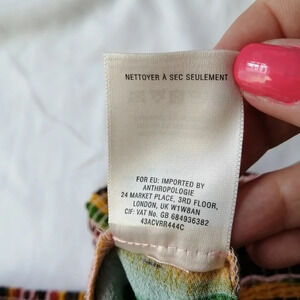 NETTOYER À SEC SEULEMENT
FOR EU: IMPORTED BY
ANTHROPOLOGIE
24 MARKET PLACE, 3RD FLOOR,
LONDON, UK W1W8AN
CIF: VAT No. GB 684936382
43ACVRR444C